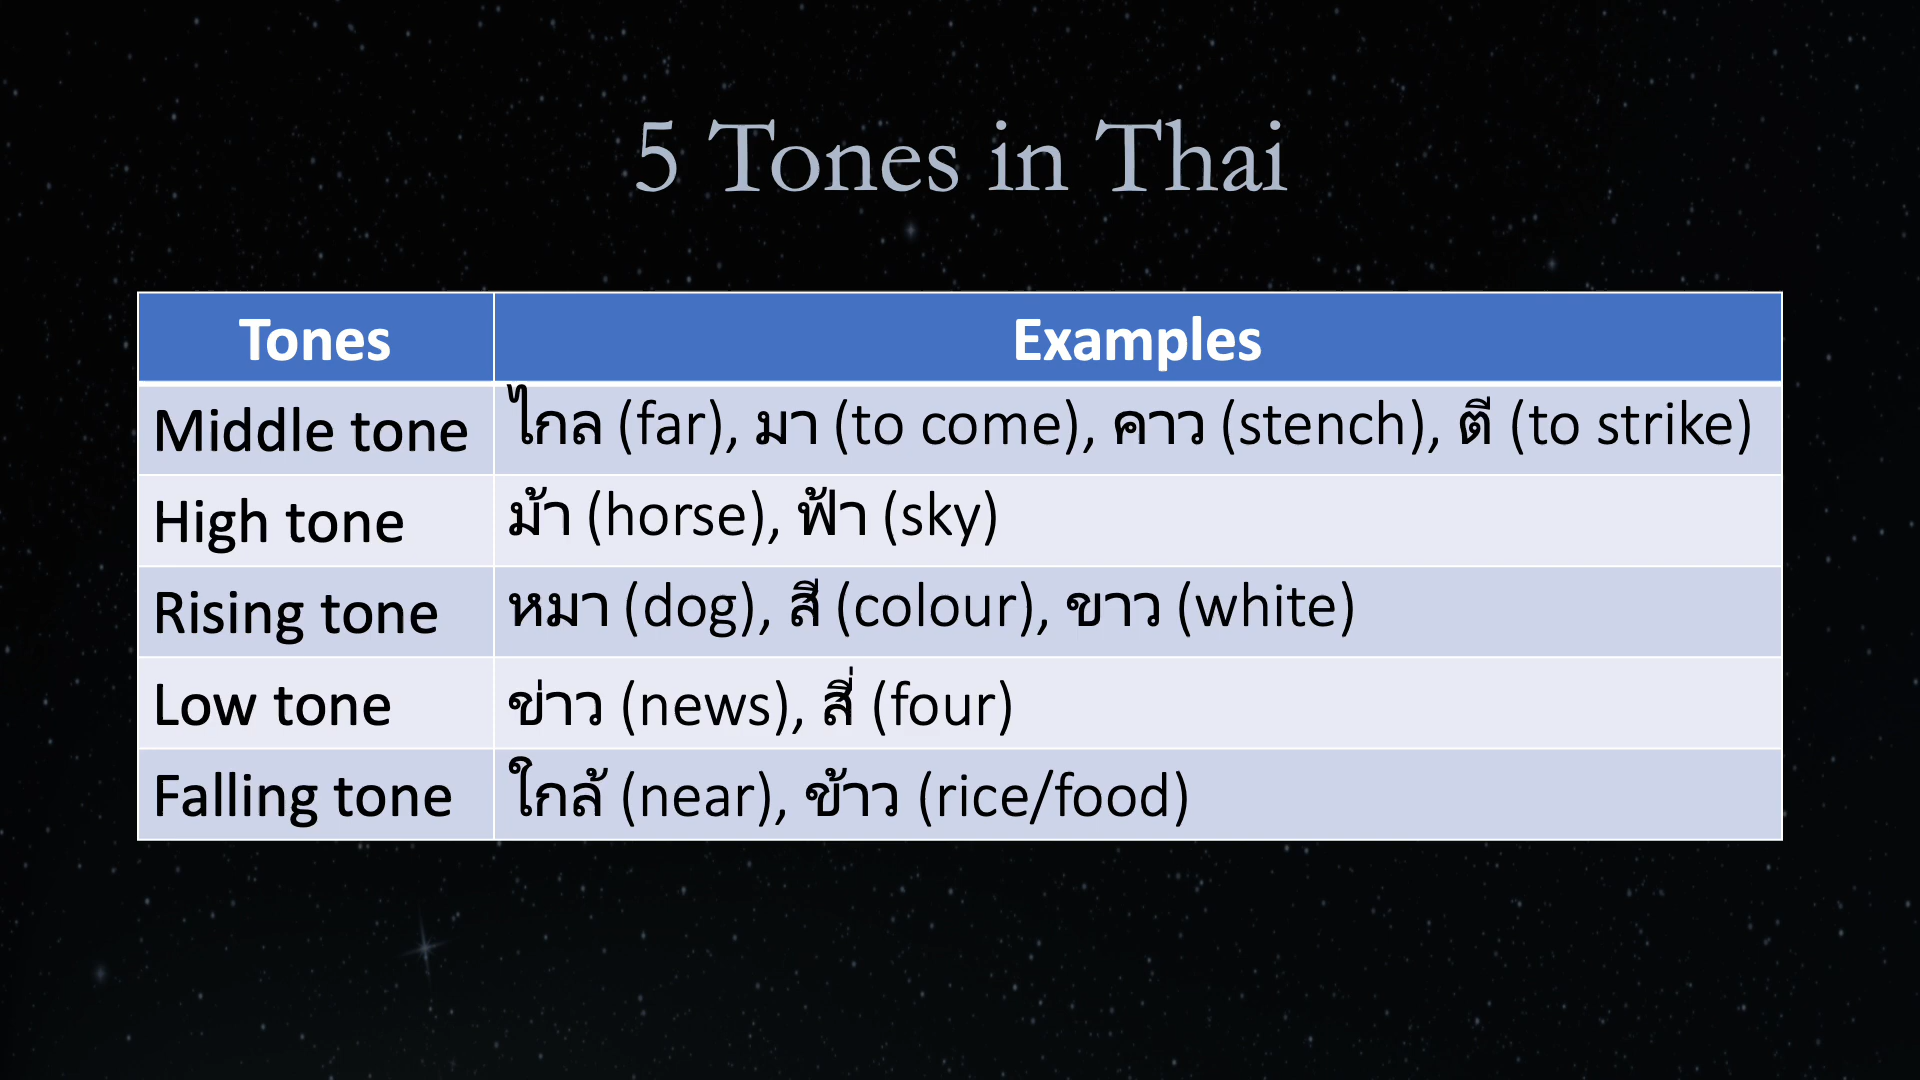 5 Tones in Thai
Tones Examples
Middle tone ไกล (far), มา (to come), คาว (stench), ตี (to strike)
High tone ม้า (horse), ฟ้า (sky)
Rising tone หมา (dog), สี (colour), ขาว (white)
Low tone ข่าว (news), สี่ (four)
Falling tone ใกล้ (near), ข้าว (rice/food)